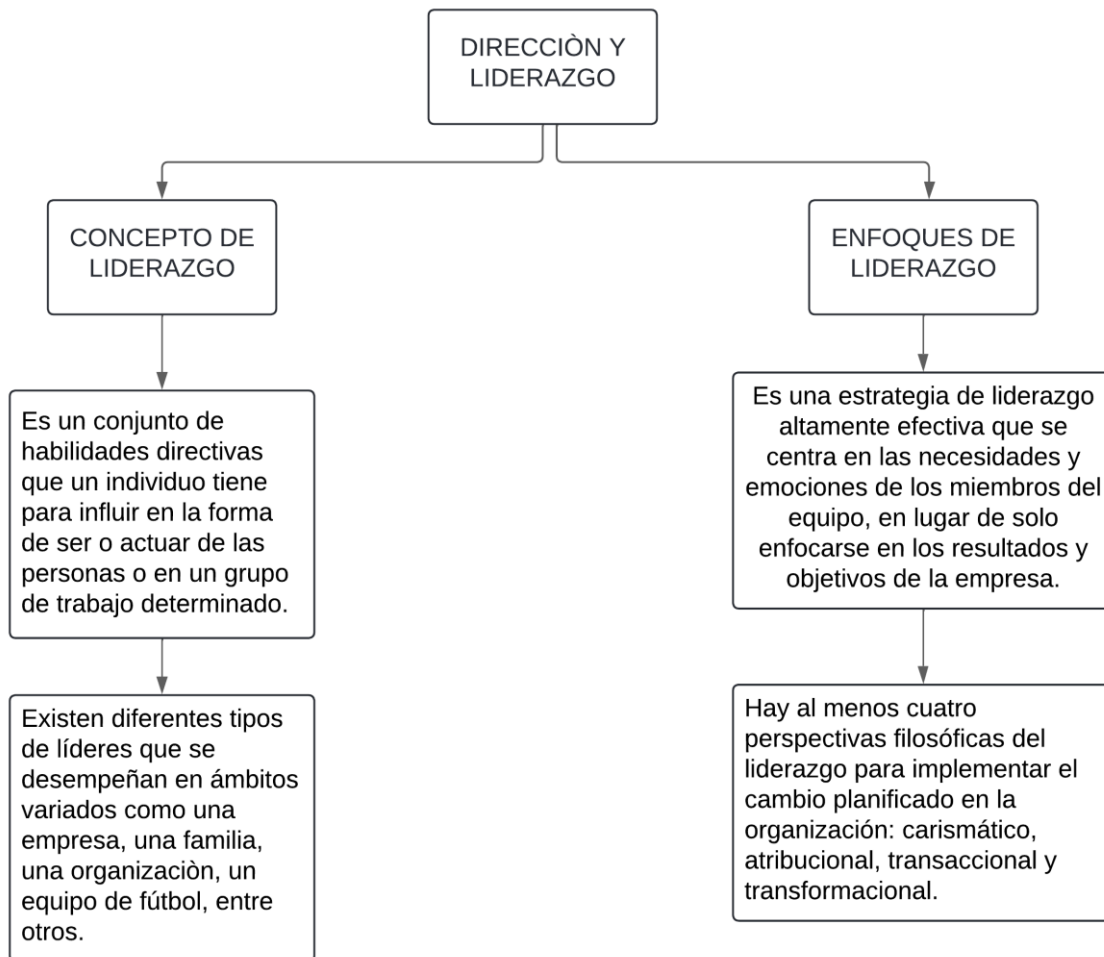 DIRECCIÒN Y
LIDERAZGO
CONCEPTO DE
LIDERAZGO
Es un conjunto de
habilidades directivas
que un individuo tiene
para influir en la forma
de ser o actuar de las
personas o en un grupo
de trabajo determinado.
Existen diferentes tipos
de líderes que se
desempeñan en ámbitos
variados como una
empresa, una familia,
una organizaciòn, un
equipo de fútbol, entre
otros.
ENFOQUES DE
LIDERAZGO
Es una estrategia de liderazgo
altamente efectiva que se
centra en las necesidades y
emociones de los miembros del
equipo, en lugar de solo
enfocarse en los resultados y
objetivos de la empresa.
Hay al menos cuatro
perspectivas filosóficas del
liderazgo para implementar el
cambio planificado en la
organización: carismático,
atribucional, transaccional y
transformacional.